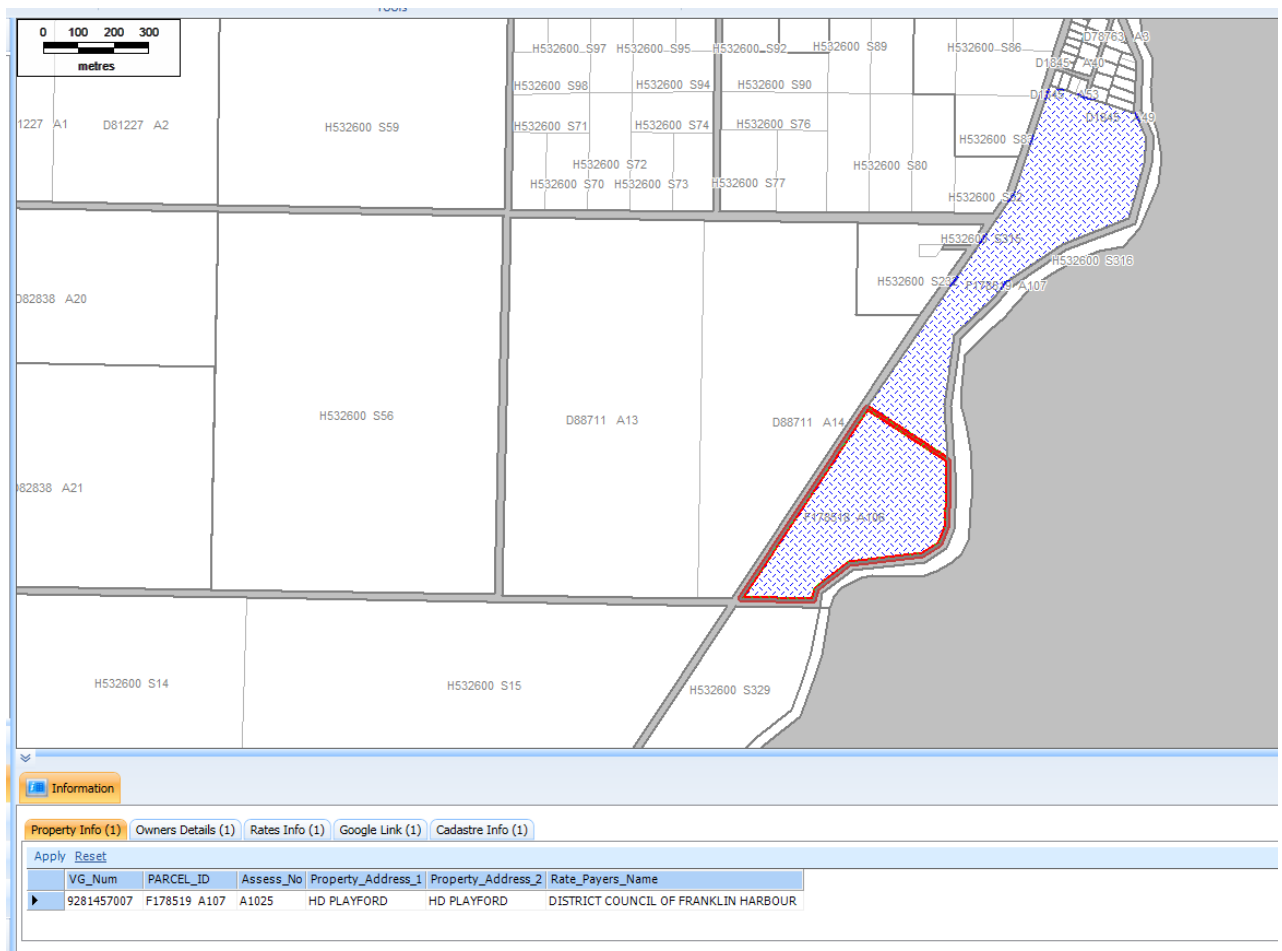 Tools
0 100 200 300
metres
D78763 A3
H532600 S97 H532600 S95 H532600 S92 H532600 S89 H532600 S86
D1845 A40
H532600 S98 H532600 S94 H532600 S90
A53
1227 A1 D81227 A2 H532600 S59 H532600 S71 H532600 S74 H532600 S76
H532600 S72 H532600 S80
H532600 S70 H532600 S73 H532600 S77
H532600 S316
D82838 A20 F178519 A107
H532600 S56 D88711 A13 D88711 A14
82838 A21
H532600 S14 H532600 S15 H532600 S329
Information
Property Info (1) Owners Details (1) Rates Info (1) Google Link (1) Cadastre Info (1)
Apply Reset
VG_Num PARCEL_ID Assess_No Property_Address_1 Property_Address_2 Rate_Payers_Name
9281457007 F178519 A107 A1025 HD PLAYFORD HD PLAYFORD DISTRICT COUNCIL OF FRANKLIN HARBOUR